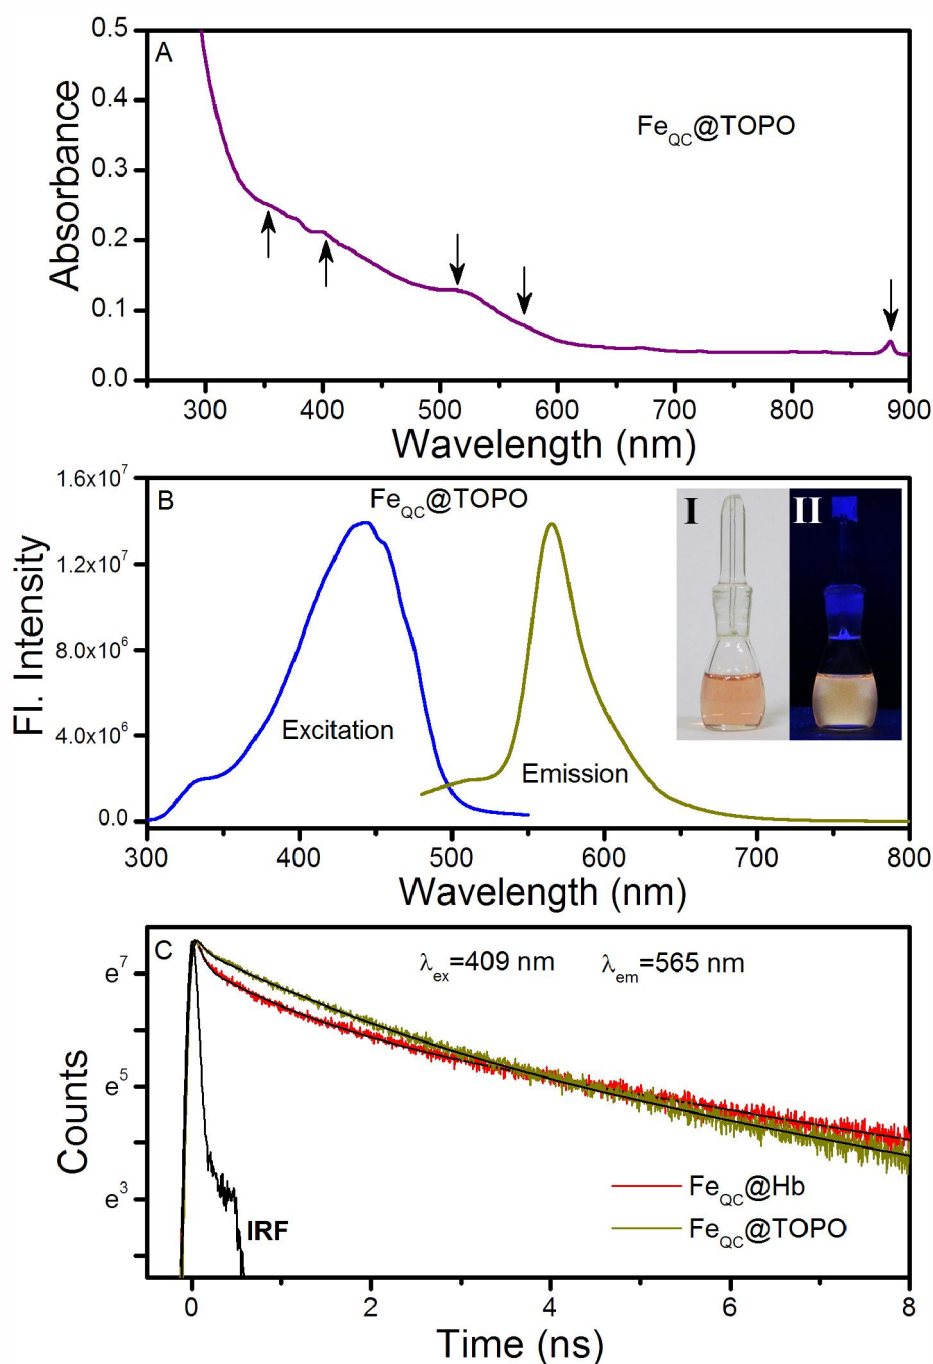 A
Fe_QC@TOPO
Absorbance
0.5
0.4
0.3
0.2
0.1
0.0
300 400 500 600 700 800 900
Wavelength (nm)
B
Fe_QC@TOPO
I II
Fl. Intensity
1.6x10^7
1.2x10^7
8.0x10^6
4.0x10^6
0.0
Excitation
Emission
300 400 500 600 700 800
Wavelength (nm)
C
λ_ex=409 nm λ_em=565 nm
Counts
e^7
e^5
e^3
IRF
Fe_QC@Hb
Fe_QC@TOPO
0 2 4 6 8
Time (ns)